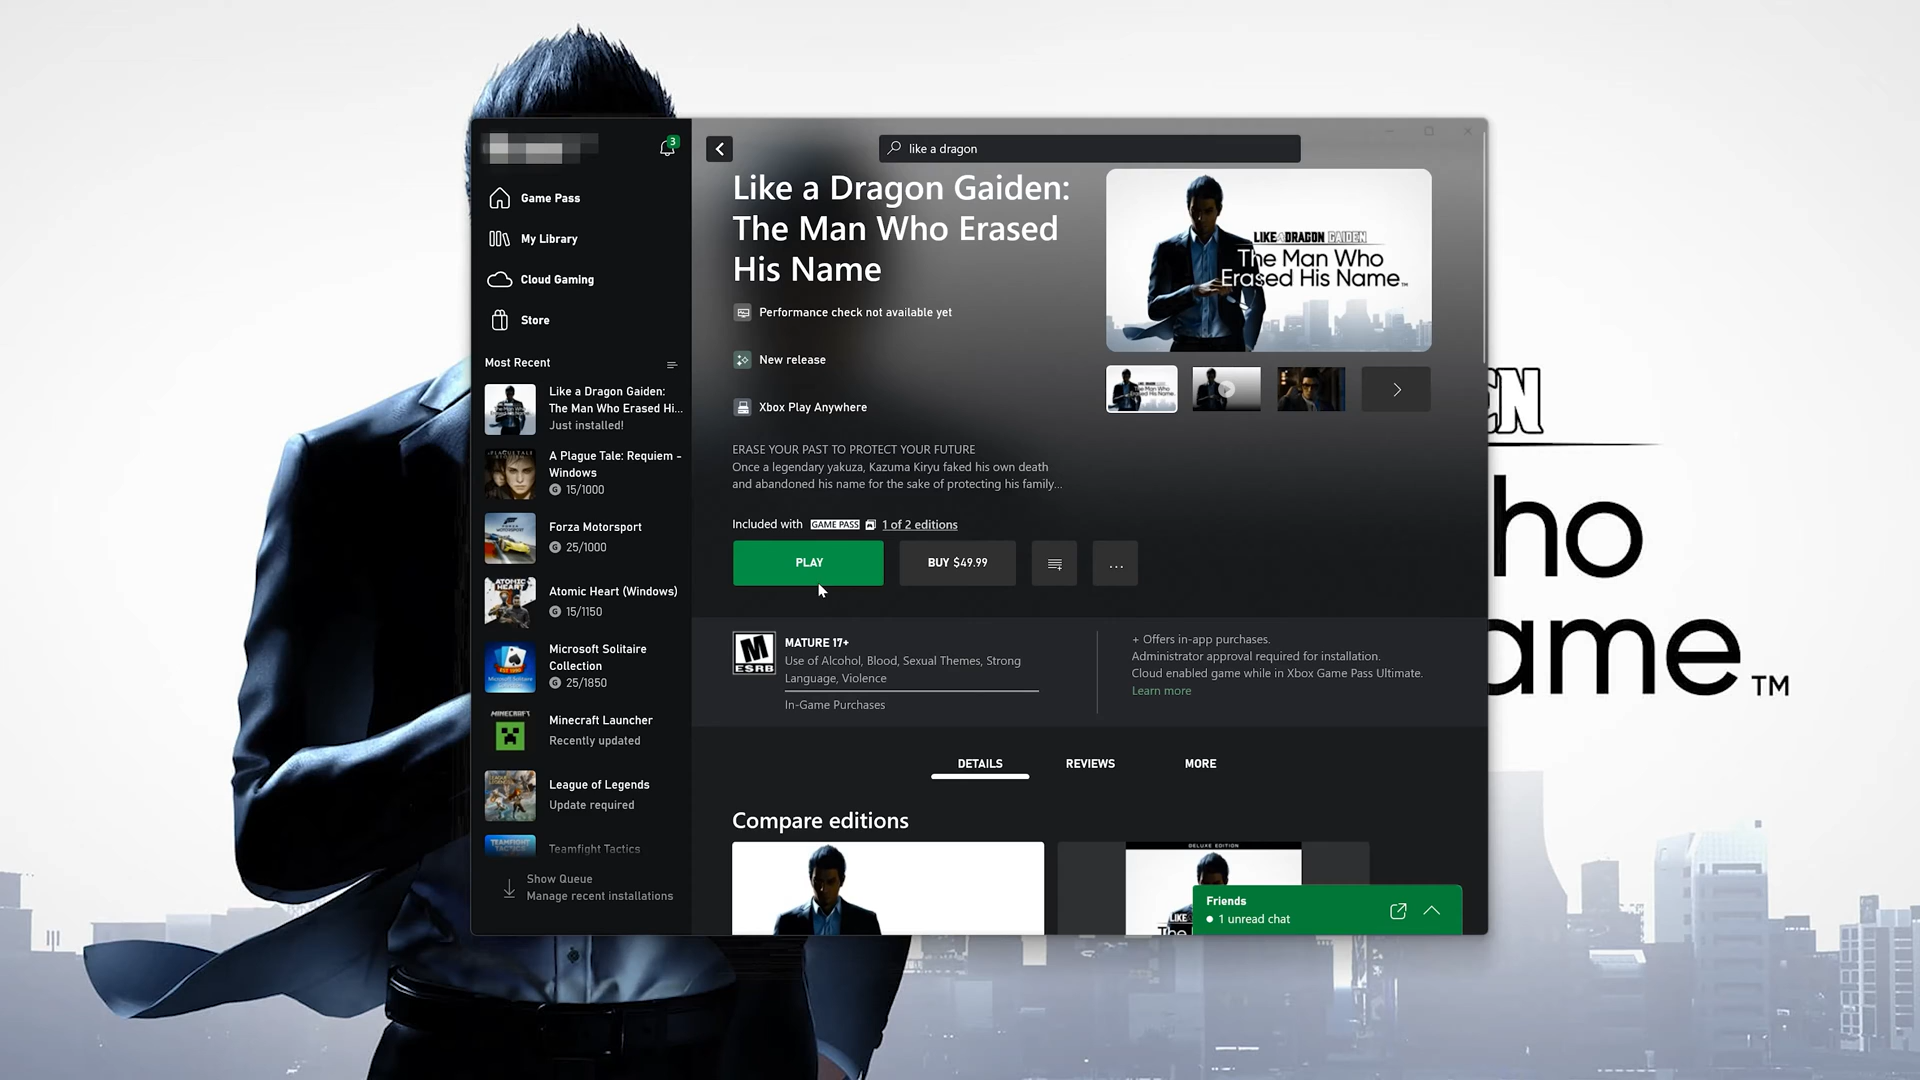 3
Game Pass
My Library
Cloud Gaming
Store
Most Recent
Like a Dragon Gaiden:
The Man Who Erased Hi...
Just installed!
A Plague Tale: Requiem -
Windows
G 15/1000
Forza Motorsport
G 25/1000
Atomic Heart (Windows)
G 15/1150
Microsoft Solitaire
Collection
G 25/1850
Minecraft Launcher
Recently updated
League of Legends
Update required
Teamfight Tactics
Show Queue
Manage recent installations
like a dragon
Like a Dragon Gaiden:
The Man Who Erased
His Name
Performance check not available yet
New release
Xbox Play Anywhere
ERASE YOUR PAST TO PROTECT YOUR FUTURE
Once a legendary yakuza, Kazuma Kiryu faked his own death
and abandoned his name for the sake of protecting his family...
Included with GAME PASS 1 of 2 editions
PLAY
BUY $49.99
...
LIKE A DRAGON GAIDEN
The Man Who
Erased His Name™
M
ESRB
MATURE 17+
Use of Alcohol, Blood, Sexual Themes, Strong
Language, Violence
In-Game Purchases
+ Offers in-app purchases.
Administrator approval required for installation.
Cloud enabled game while in Xbox Game Pass Ultimate.
Learn more
DETAILS
REVIEWS
MORE
Compare editions
DELUXE EDITION
LIKE
Friends
1 unread chat
EN
ho
ame™